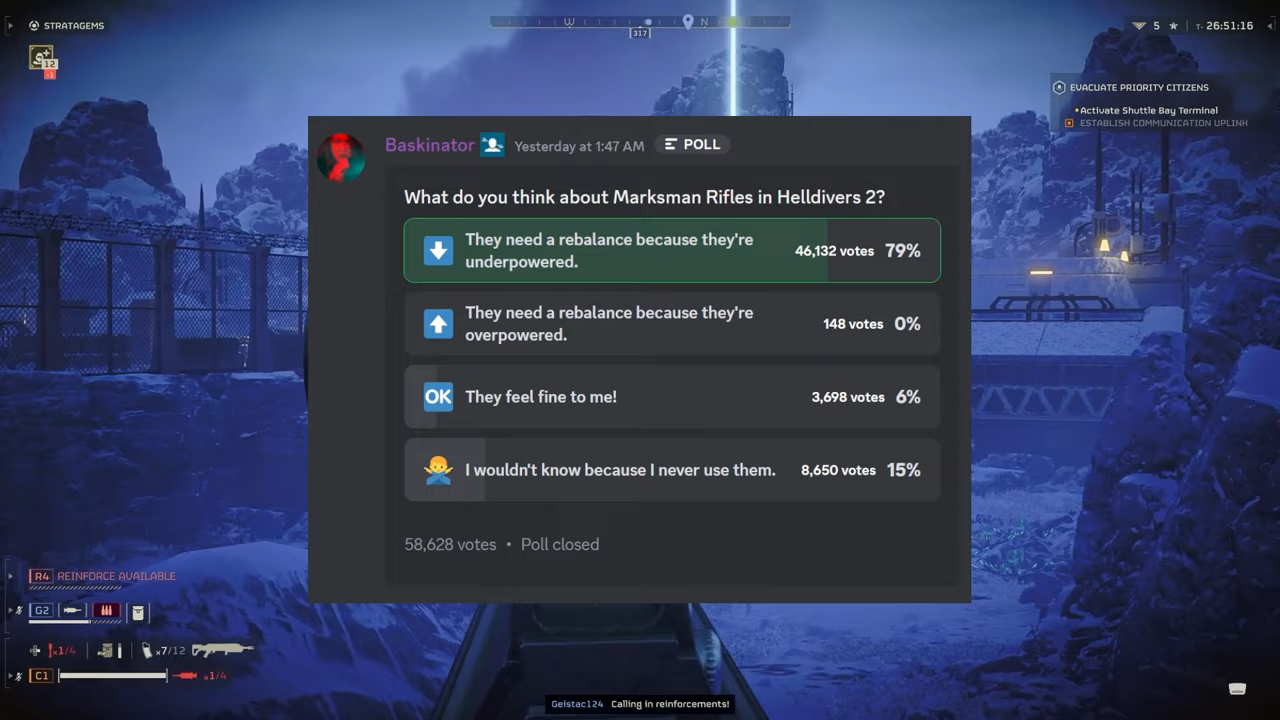 STRATAGEMS
12
-1
W
N
[317]
5
T- 26:51:16
EVACUATE PRIORITY CITIZENS
Activate Shuttle Bay Terminal
ESTABLISH COMMUNICATION UPLINK
Baskinator Yesterday at 1:47 AM POLL
What do you think about Marksman Rifles in Helldivers 2?
They need a rebalance because they're
underpowered.
46,132 votes 79%
They need a rebalance because they're
overpowered.
148 votes 0%
OK They feel fine to me! 3,698 votes 6%
I wouldn't know because I never use them. 8,650 votes 15%
58,628 votes • Poll closed
R4 REINFORCE AVAILABLE
G2
x1/4 x7/12
C1 x1/4
Geistac124 Calling in reinforcements!